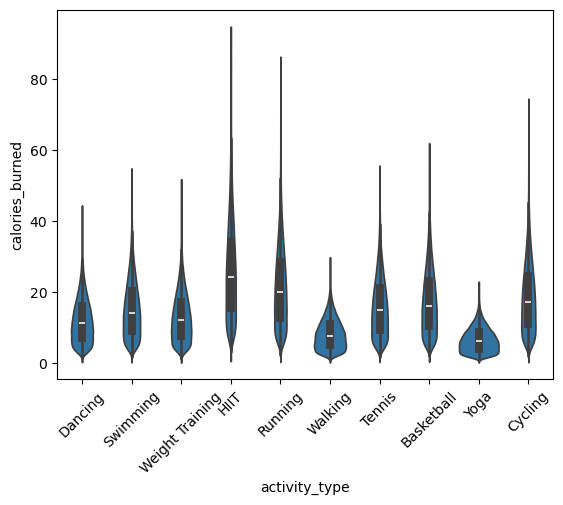 calories_burned
80
60
40
20
0
Dancing
Swimming
Weight Training
HIIT
Running
Walking
Tennis
Basketball
Yoga
Cycling
activity_type